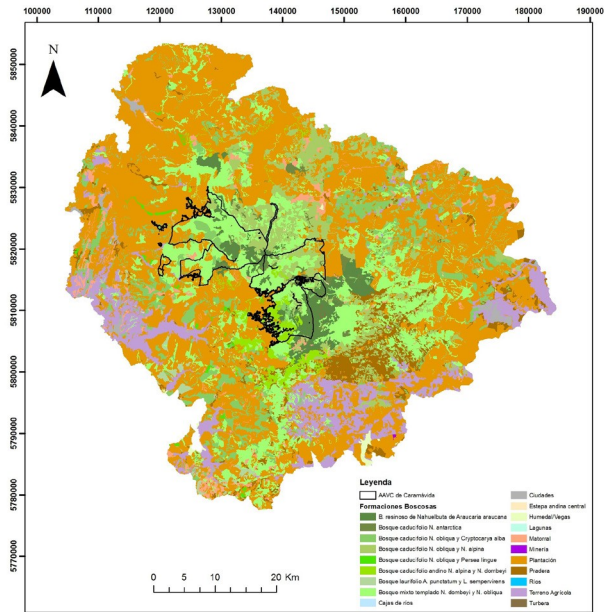 100000 110000 120000 130000 140000 150000 160000 170000 180000 190000
N
5850000
5840000
5830000
5820000
5810000
5800000
5790000
5780000
5770000
0 5 10 20 Km
Leyenda
AAVC de Caramávida
Formaciones Boscosas
B. resinoso de Nahuelbuta de Araucaria araucana
Bosque caducifolio N. antarctica
Bosque caducifolio N. obliqua y Cryptocarya alba
Bosque caducifolio N. obliqua y N. alpina
Bosque caducifolio N. obliqua y Persea lingue
Bosque caducifolio andino N. alpina y N. dombeyi
Bosque laurifolio A. punctatum y L. sempervirens
Bosque mixto templado N. dombeyi y N. obliqua
Cajas de rios
Ciudades
Estepa andina central
Humedal/Vegas
Lagunas
Matorral
Mineria
Plantación
Pradera
Rios
Terreno Agrícola
Turbera